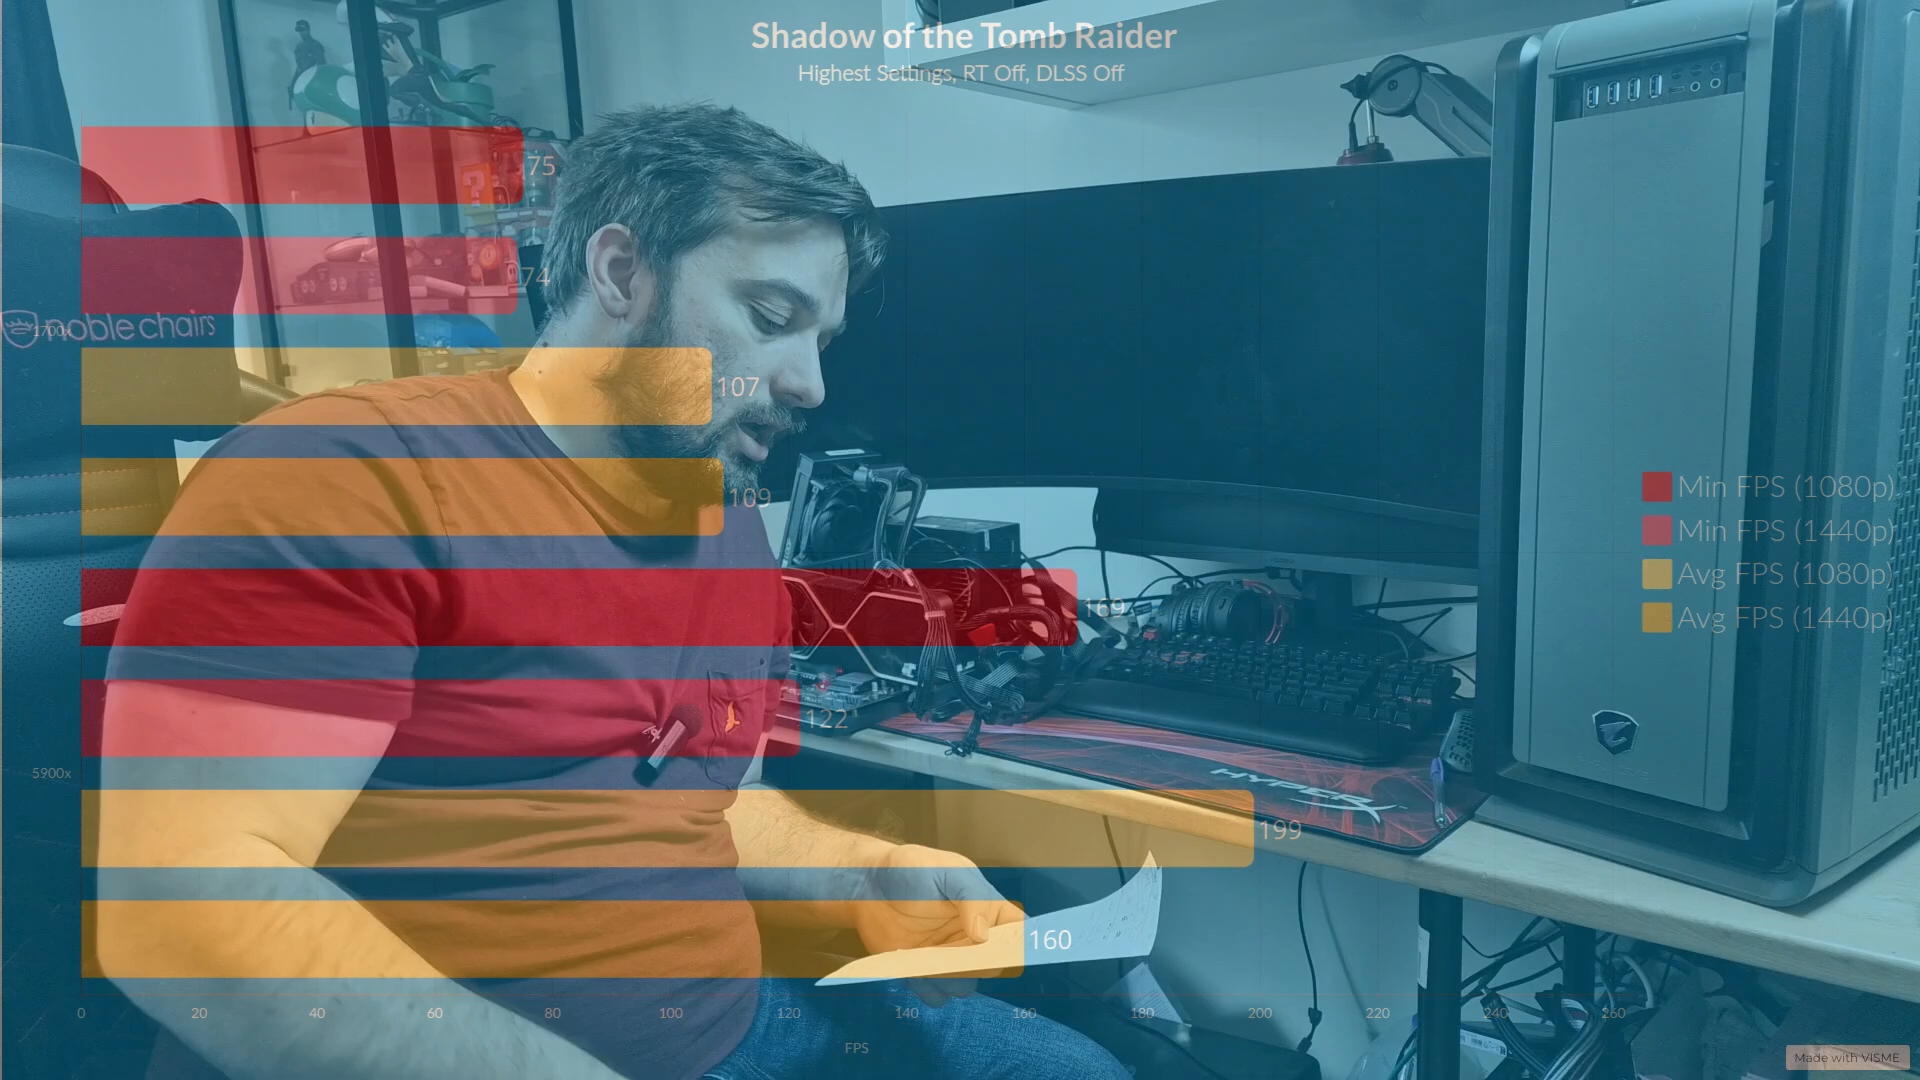 Shadow of the Tomb Raider
Highest Settings, RT Off, DLSS Off
75
74
1700x
noblechairs
107
109
Min FPS (1080p)
Min FPS (1440p)
Avg FPS (1080p)
Avg FPS (1440p)
169
122
5900x
HYPERX
199
160
0 20 40 60 80 100 120 140 160 180 200 220 240 260
FPS
Made with VISME